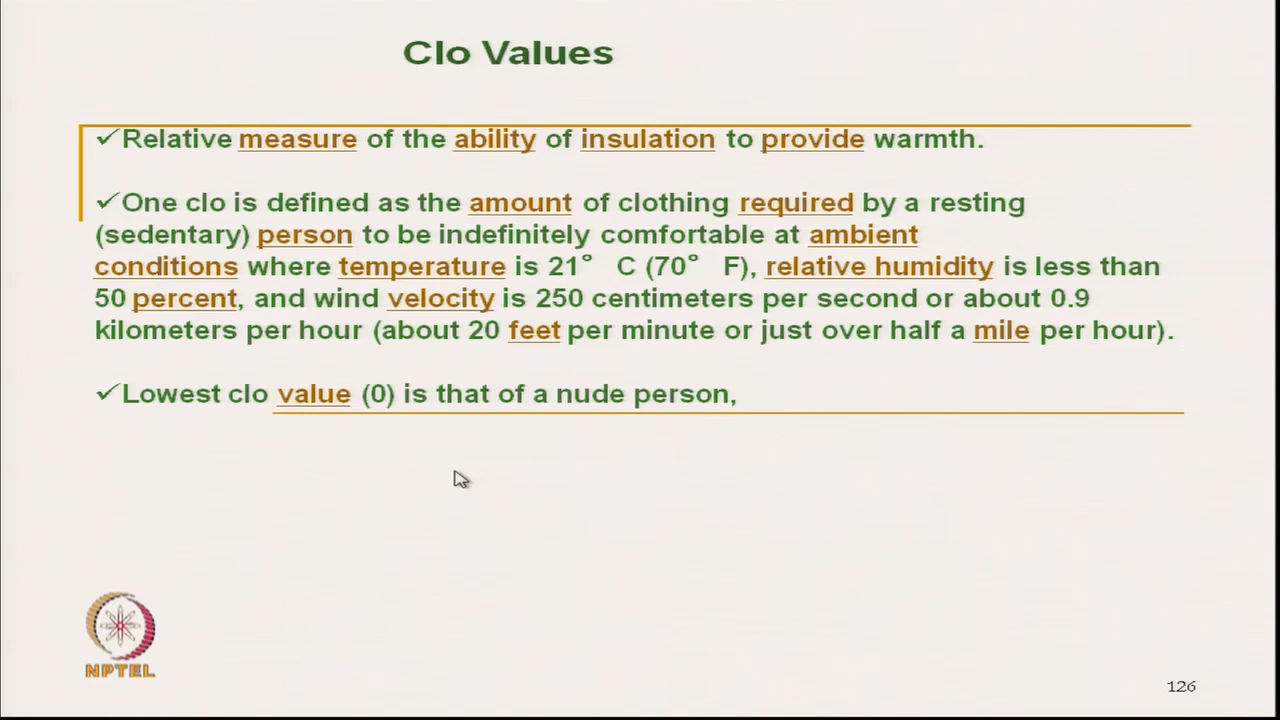 Clo Values
✓Relative measure of the ability of insulation to provide warmth.
✓One clo is defined as the amount of clothing required by a resting
(sedentary) person to be indefinitely comfortable at ambient
conditions where temperature is 21° C (70° F), relative humidity is less than
50 percent, and wind velocity is 250 centimeters per second or about 0.9
kilometers per hour (about 20 feet per minute or just over half a mile per hour).
✓Lowest clo value (0) is that of a nude person,
NPTEL
126